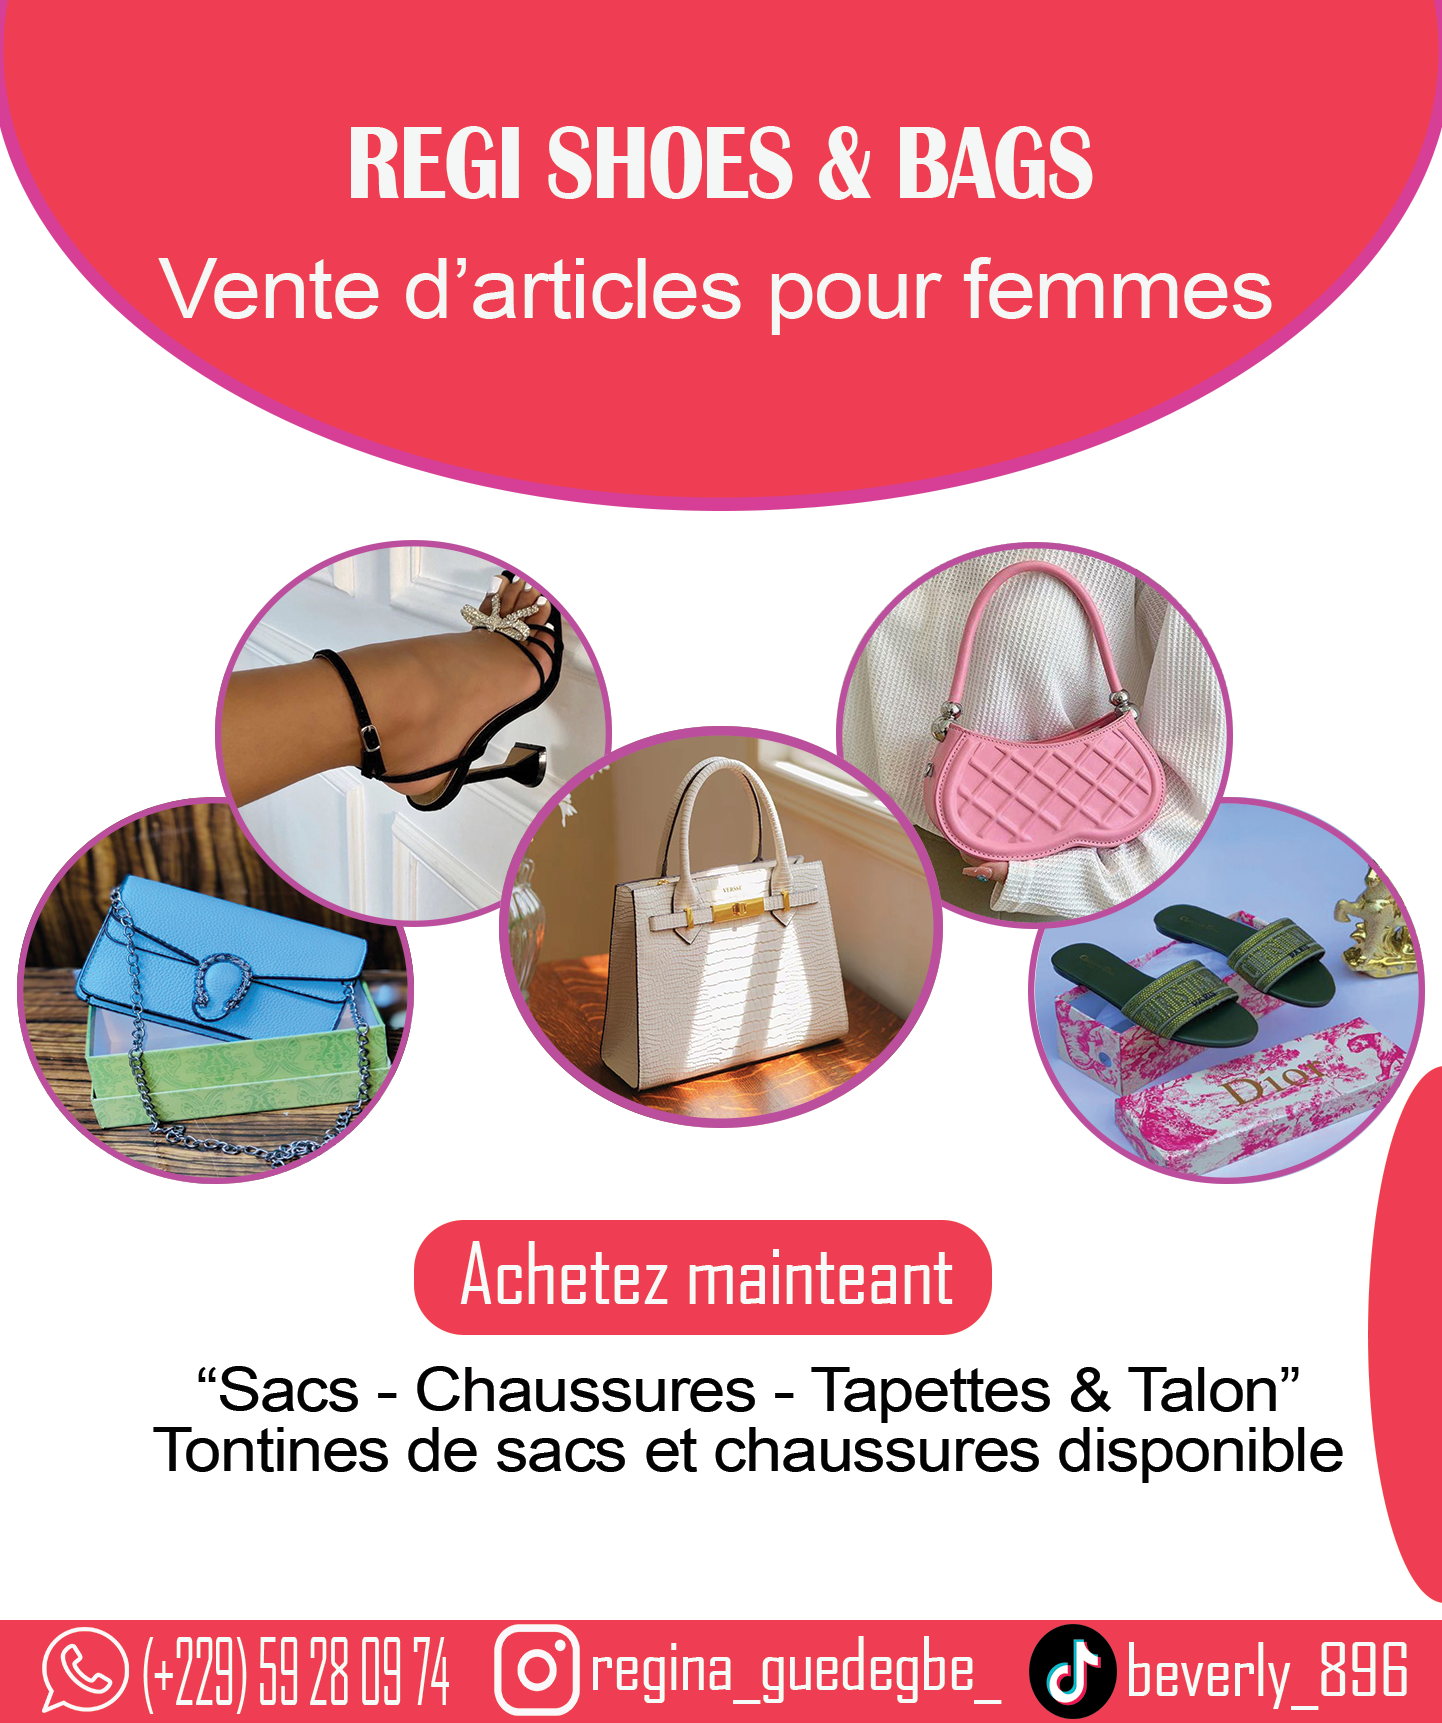 REGI SHOES & BAGS
Vente d’articles pour femmes
Dior
Achetez mainteant
“Sacs - Chaussures - Tapettes & Talon”
Tontines de sacs et chaussures disponible
(+229) 59 28 09 74
regina_guedegbe_
beverly_896